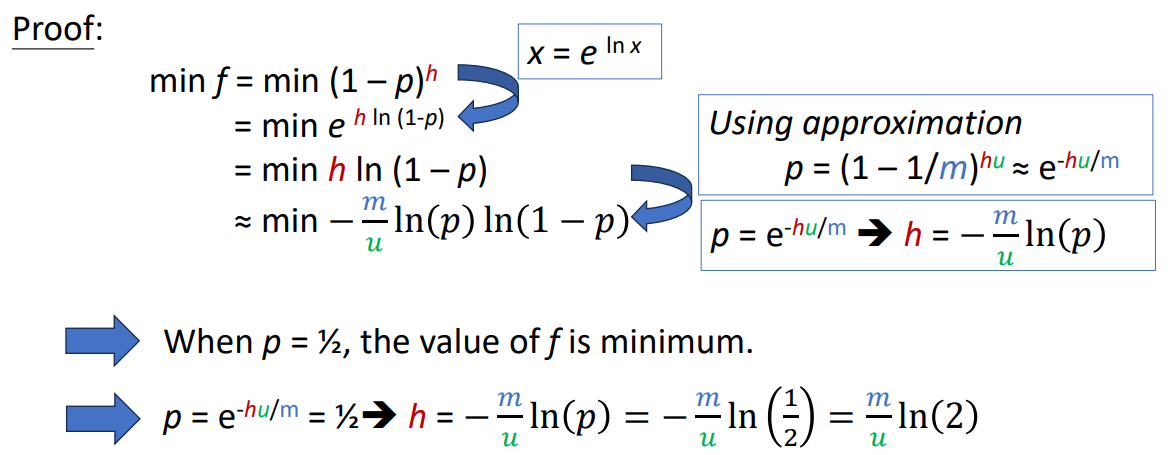 Proof:
x = e ln x
min f = min (1 – p)h
= min e h ln (1-p)
= min h ln (1 – p)
≈ min − m/u ln(p) ln(1 − p)
Using approximation
p = (1 – 1/m)hu ≈ e-hu/m
p = e-hu/m 🡺 h = − m/u ln(p)
When p = ½, the value of f is minimum.
p = e-hu/m = ½🡺 h = − m/u ln(p) = − m/u ln(1/2) = m/u ln(2)